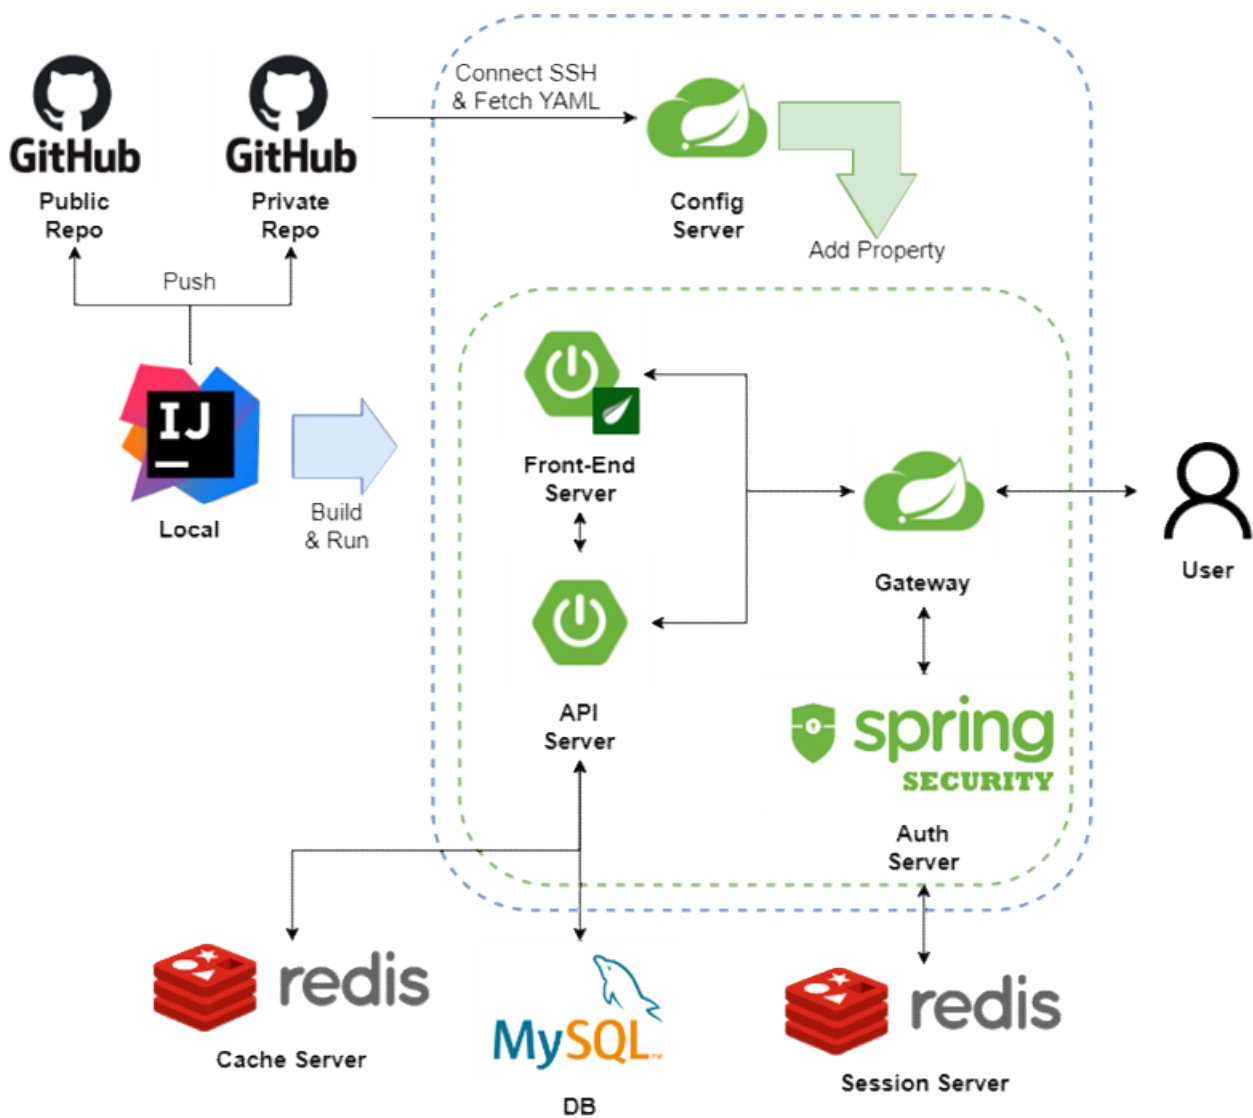 GitHub
Public
Repo
GitHub
Private
Repo
Connect SSH
& Fetch YAML
Config
Server
Add Property
Push
IJ
Local
Build
& Run
Front-End
Server
API
Server
Gateway
User
spring
SECURITY
Auth
Server
redis
Cache Server
MySQL™
DB
redis
Session Server